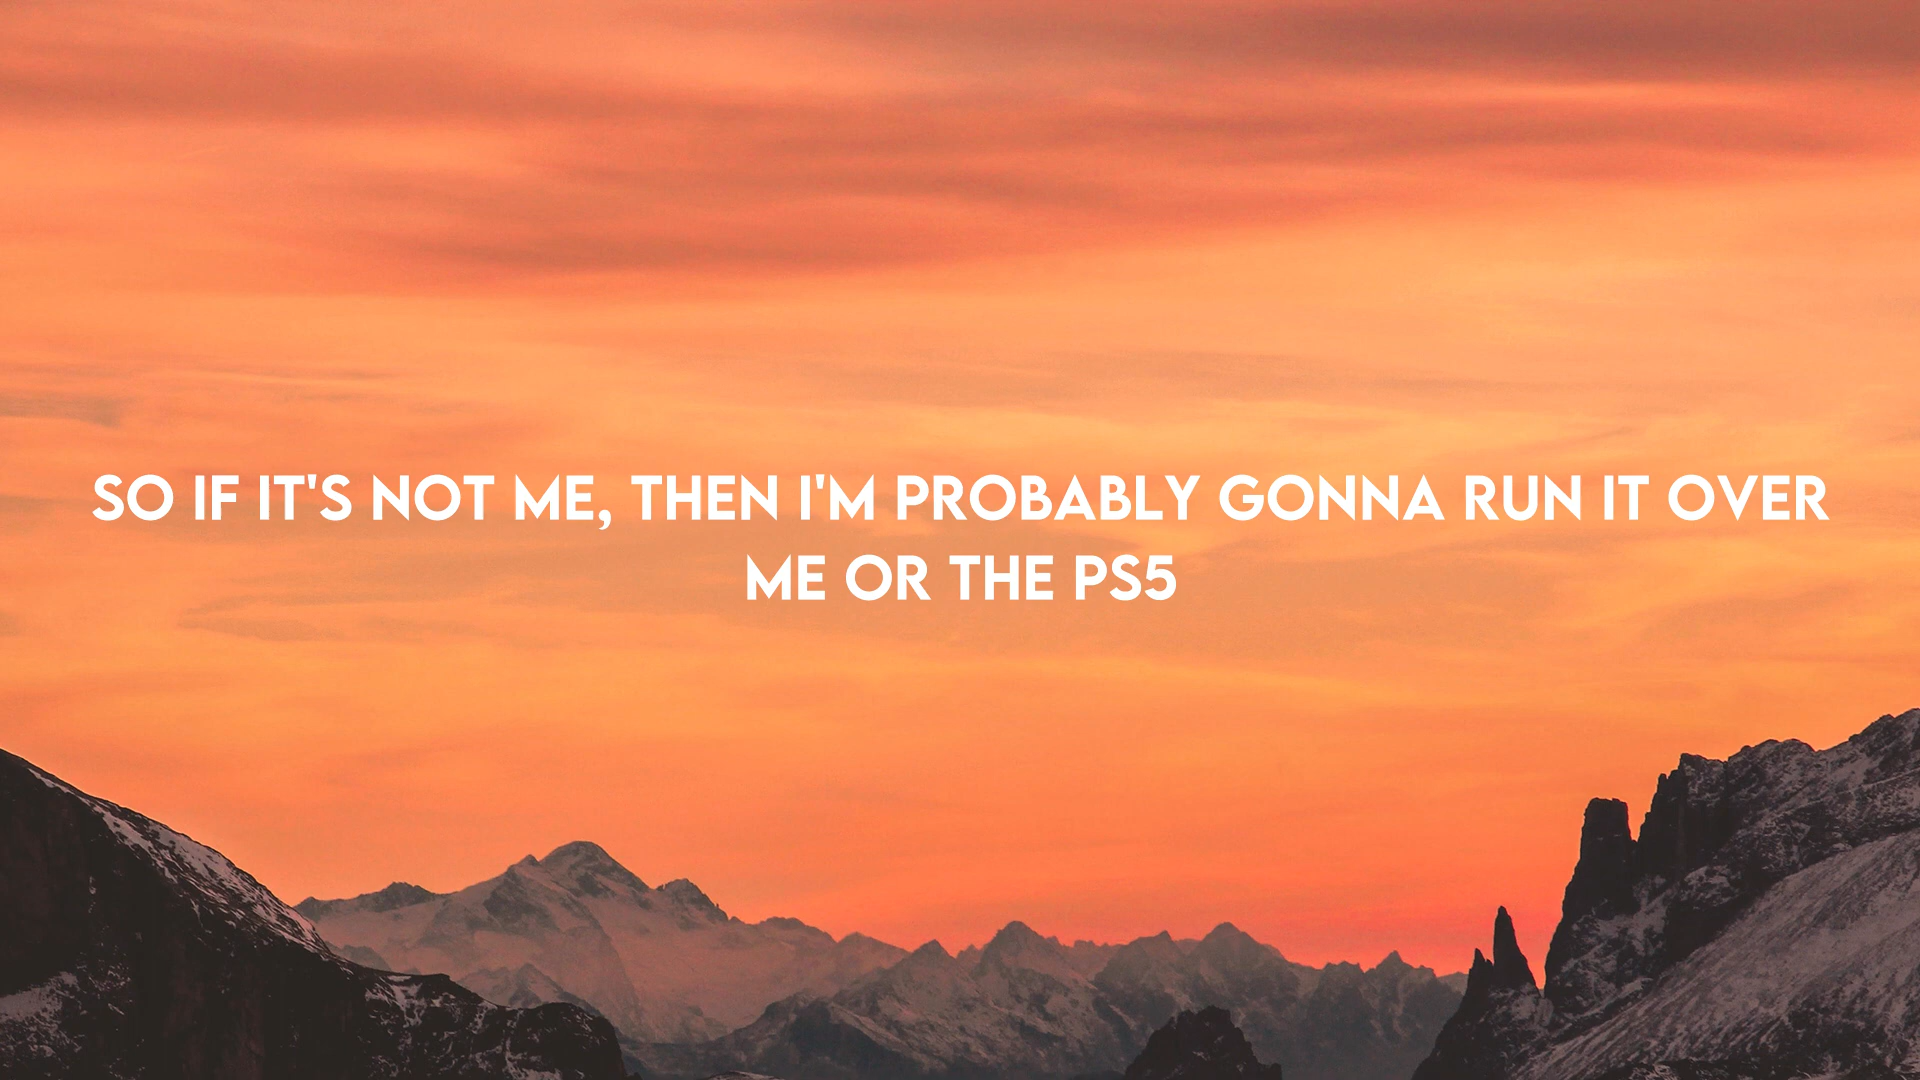 SO IF IT'S NOT ME, THEN I'M PROBABLY GONNA RUN IT OVER
ME OR THE PS5